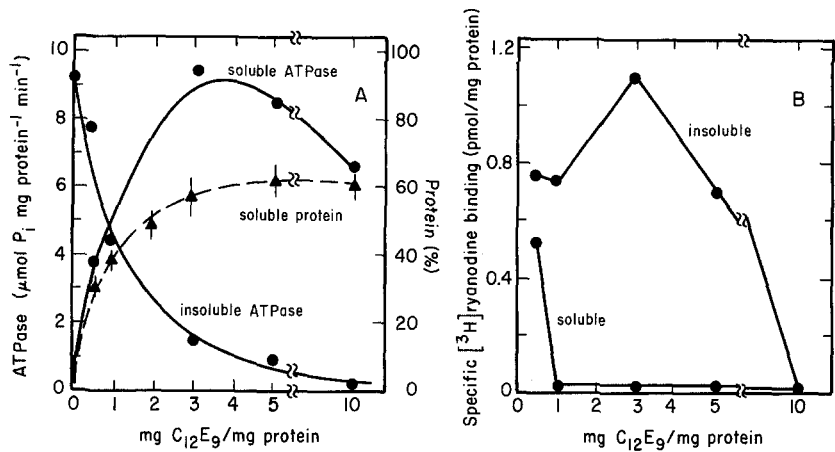 A
ATPase (μmol Pi mg protein⁻¹ min⁻¹)
10
8
6
4
2
0
soluble ATPase
soluble protein
insoluble ATPase
100
80
60
40
20
0
Protein (%)
0 1 2 3 4 5 10
mg C₁₂E₉/mg protein
B
Specific [³H]ryanodine binding (pmol/mg protein)
1.2
0.8
0.4
0
insoluble
soluble
0 1 3 5 10
mg C₁₂E₉/mg protein